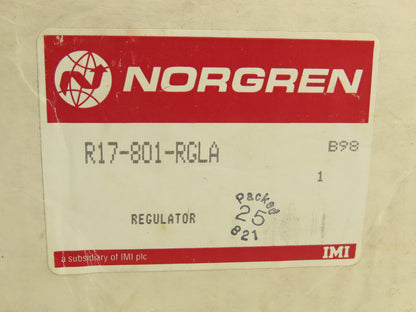 NORGREN
R17-801-RGLA
B98
1
REGULATOR
Packed
25
821
a subsidiary of IMI plc
IMI